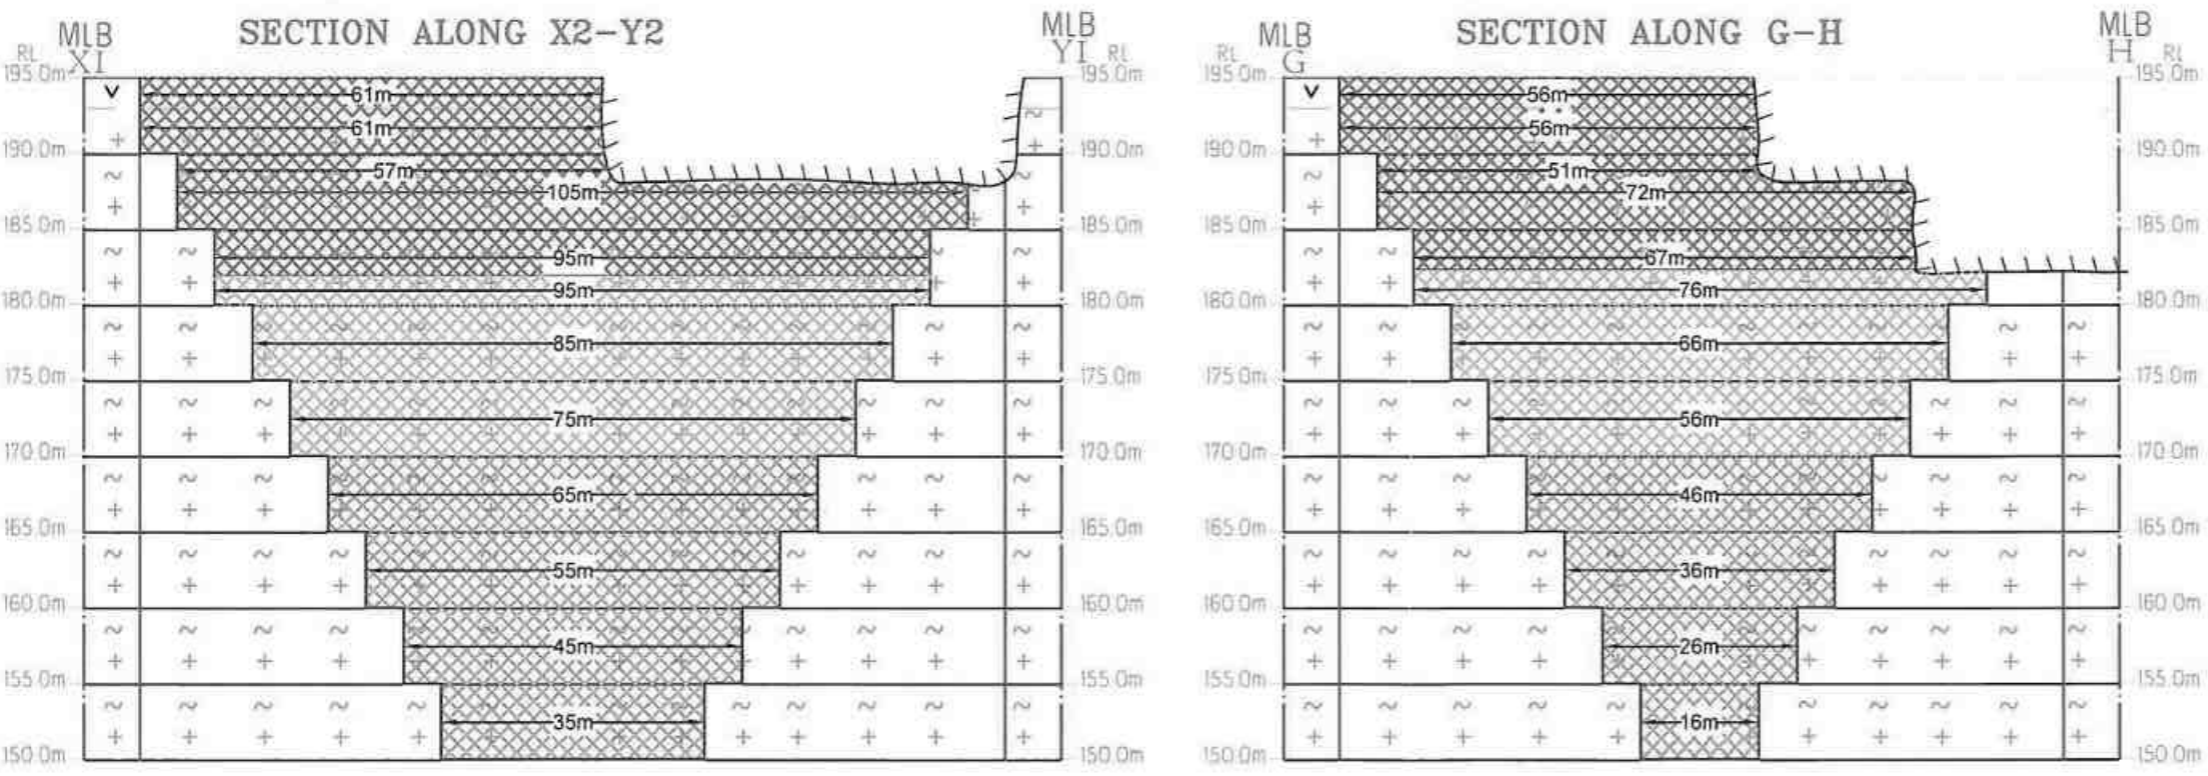 SECTION ALONG X2-Y2
MLB
XI
MLB
YI
RL
RL
195.0m
190.0m
185.0m
180.0m
175.0m
170.0m
165.0m
160.0m
155.0m
150.0m
61m
61m
57m
105m
95m
95m
85m
75m
65m
55m
45m
35m
195.0m
190.0m
185.0m
180.0m
175.0m
170.0m
165.0m
160.0m
155.0m
150.0m
SECTION ALONG G-H
MLB
G
MLB
H
RL
RL
195.0m
190.0m
185.0m
180.0m
175.0m
170.0m
165.0m
160.0m
155.0m
150.0m
56m
56m
51m
72m
67m
76m
66m
56m
46m
36m
26m
16m
195.0m
190.0m
185.0m
180.0m
175.0m
170.0m
165.0m
160.0m
155.0m
150.0m